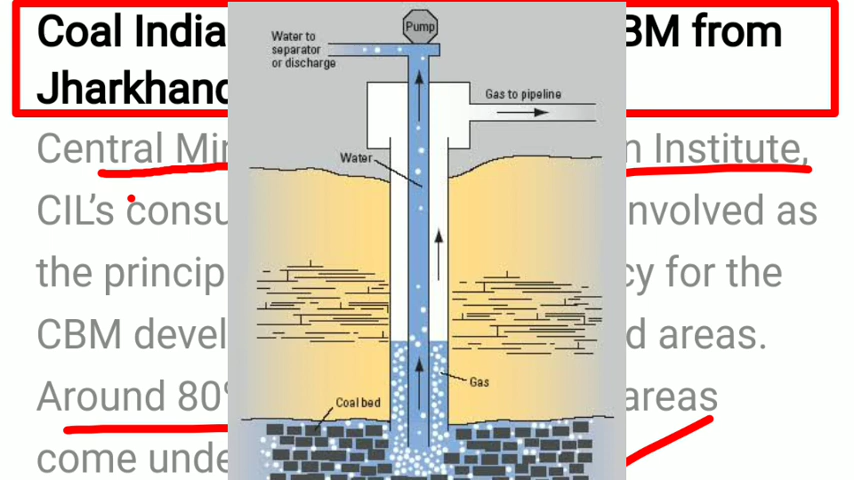 Coal India
BM from
Jharkhand
Central Min
n Institute,
CIL's consu
nvolved as
the princip
cy for the
CBM devel
d areas.
Around 80%
areas
come unde
Pump
Water to
separator
or discharge
Gas to pipeline
Water
Gas
Coal bed